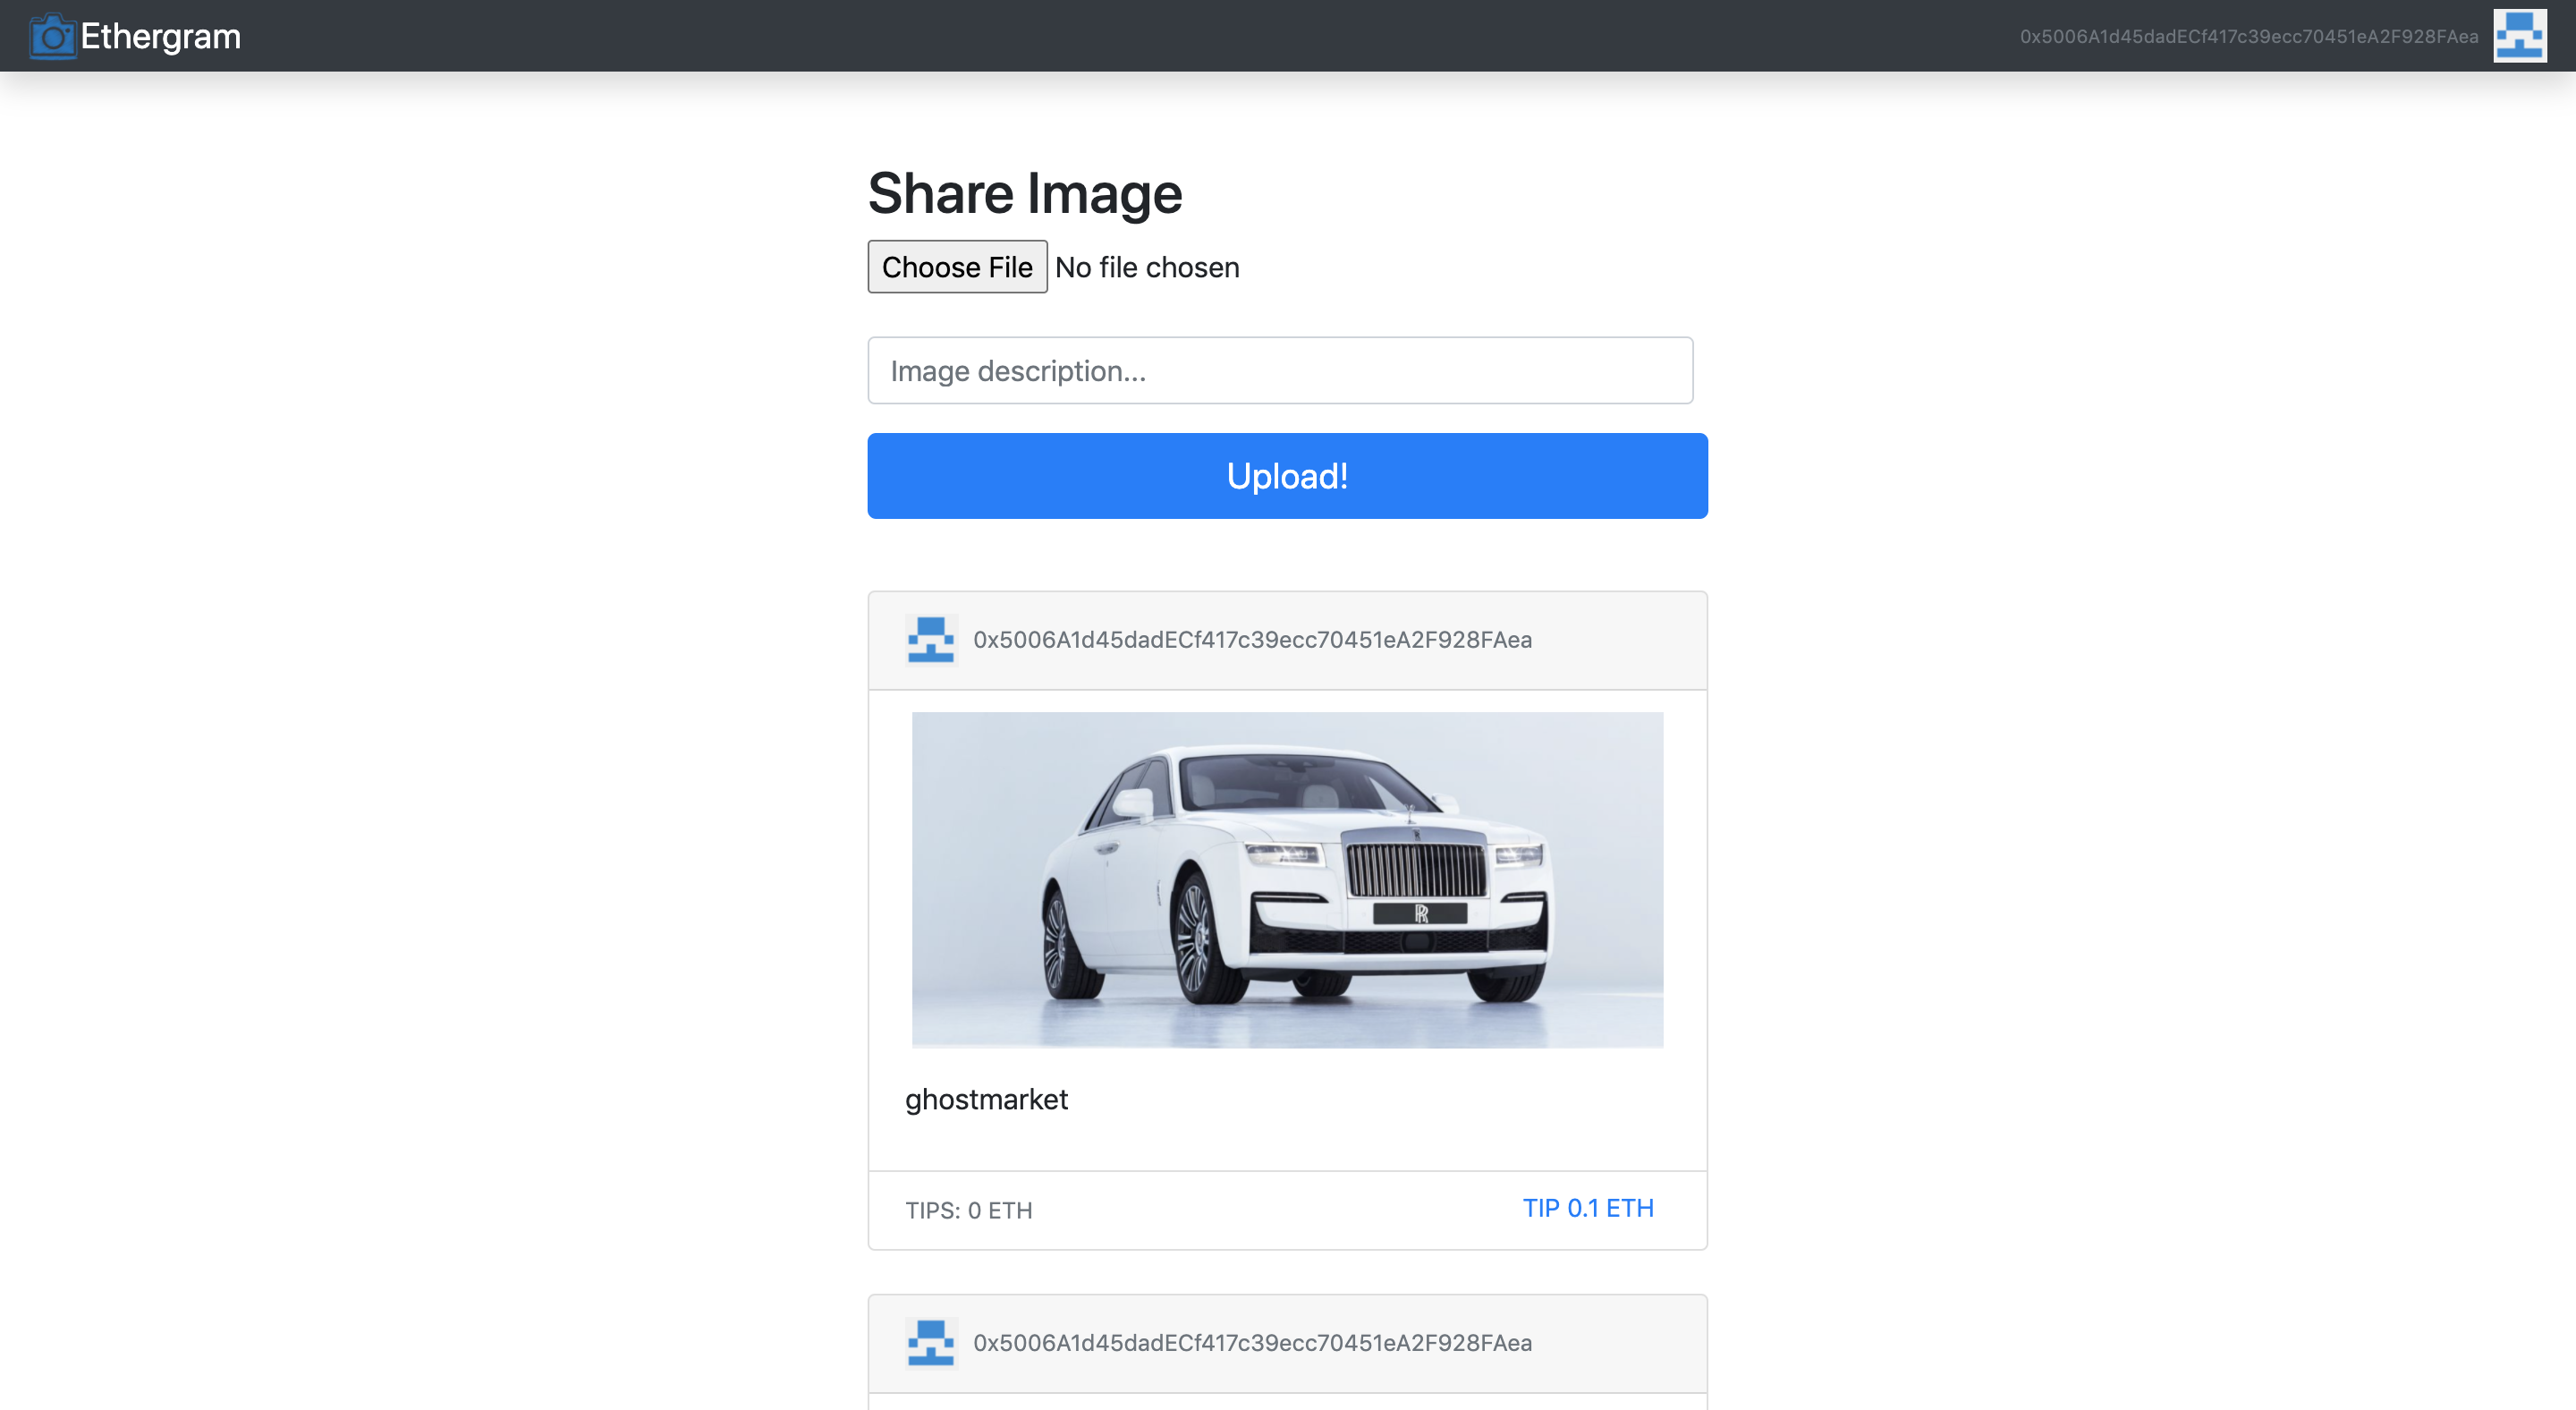 Ethergram
0x5006A1d45dadECf417c39ecc70451eA2F928FAea
Share Image
Choose File No file chosen
Image description...
Upload!
0x5006A1d45dadECf417c39ecc70451eA2F928FAea
ghostmarket
TIPS: 0 ETH
TIP 0.1 ETH
0x5006A1d45dadECf417c39ecc70451eA2F928FAea